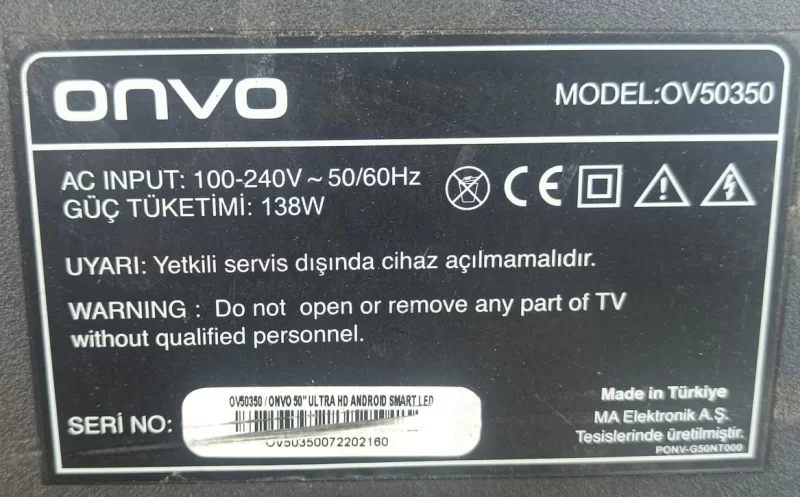 ONVO
MODEL:OV50350
AC INPUT: 100-240V ~ 50/60Hz
GÜÇ TÜKETİMİ: 138W
CE
UYARI: Yetkili servis dışında cihaz açılmamalıdır.
WARNING : Do not open or remove any part of TV
without qualified personnel.
SERİ NO:
OV50350 / ONVO 50" ULTRA HD ANDROID SMART LED
OV50350072202160
Made in Türkiye
MA Elektronik A.Ş.
Tesislerinde üretilmiştir.
PONV-G50NT000